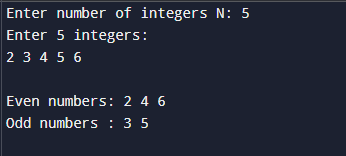 Enter number of integers N: 5
Enter 5 integers:
2 3 4 5 6
Even numbers: 2 4 6
Odd numbers : 3 5